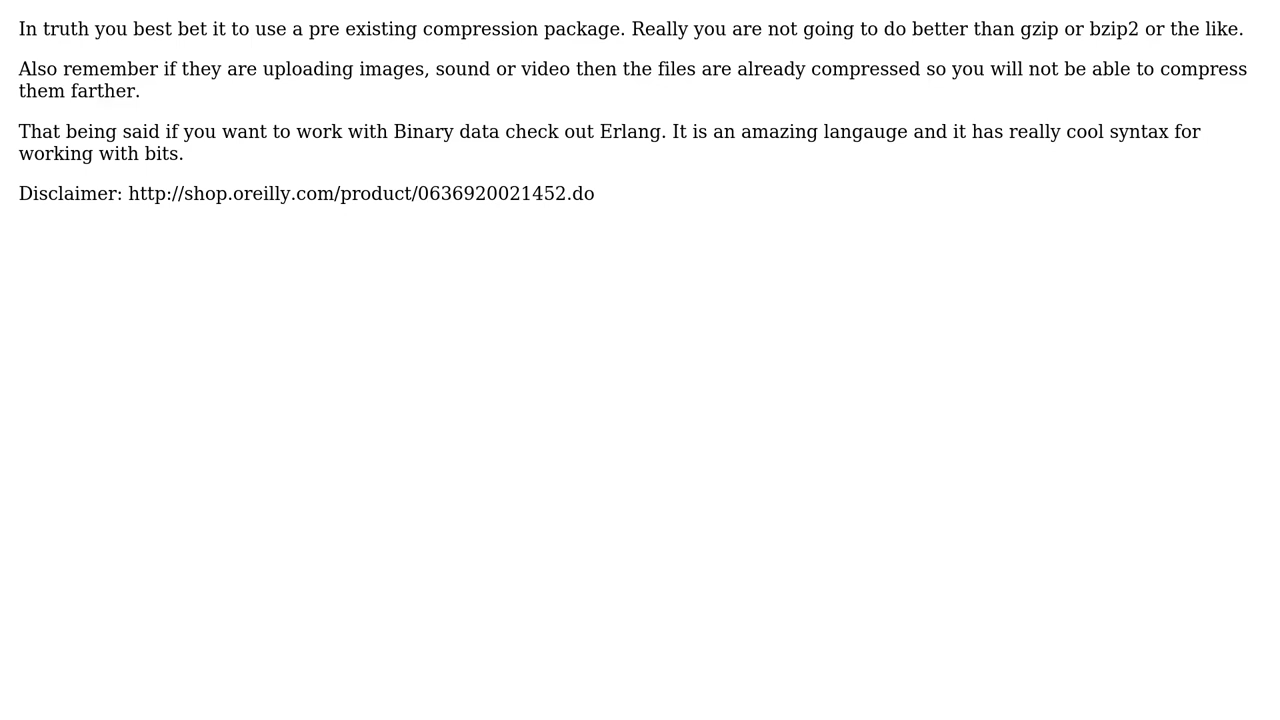 In truth you best bet it to use a pre existing compression package. Really you are not going to do better than gzip or bzip2 or the like.
Also remember if they are uploading images, sound or video then the files are already compressed so you will not be able to compress
them farther.
That being said if you want to work with Binary data check out Erlang. It is an amazing langauge and it has really cool syntax for
working with bits.
Disclaimer: http://shop.oreilly.com/product/0636920021452.do